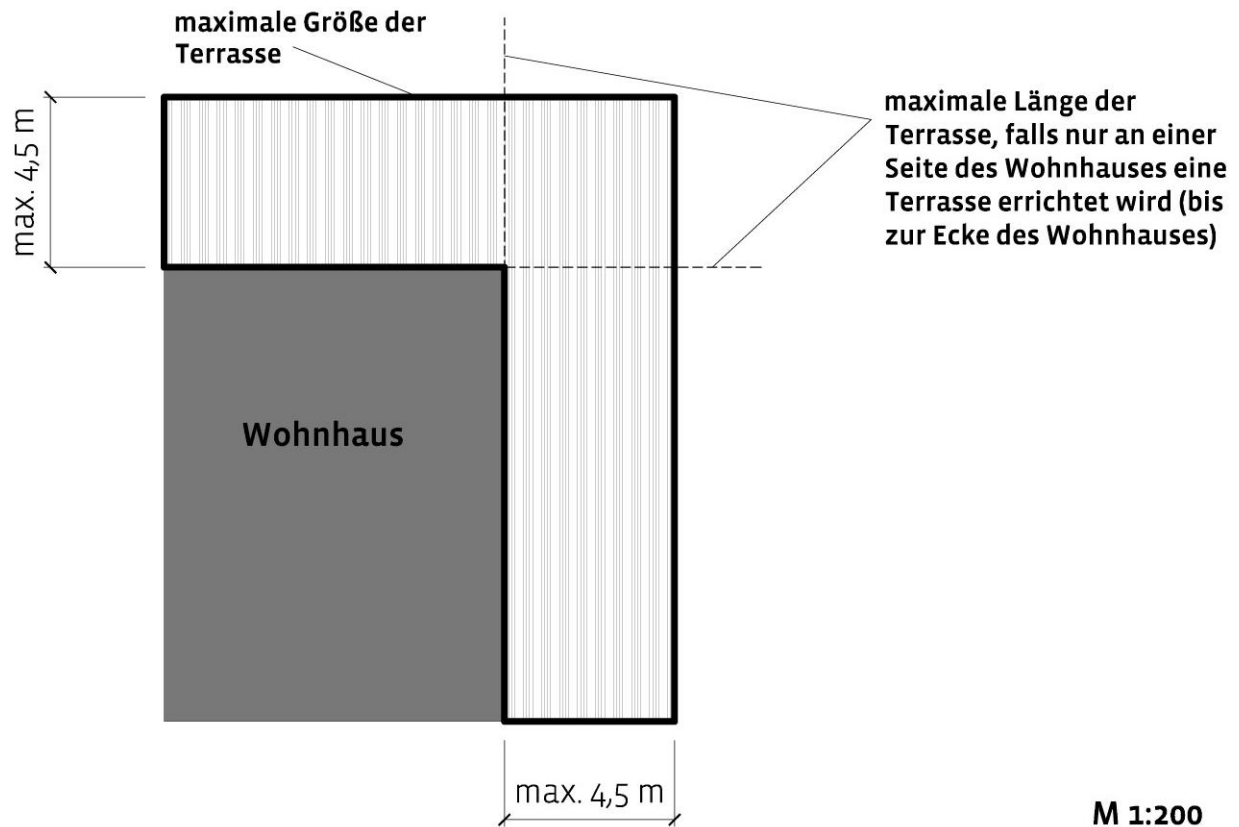 maximale Größe der
Terrasse
maximale Länge der
Terrasse, falls nur an einer
Seite des Wohnhauses eine
Terrasse errichtet wird (bis
zur Ecke des Wohnhauses)
max. 4,5 m
Wohnhaus
max. 4,5 m
M 1:200